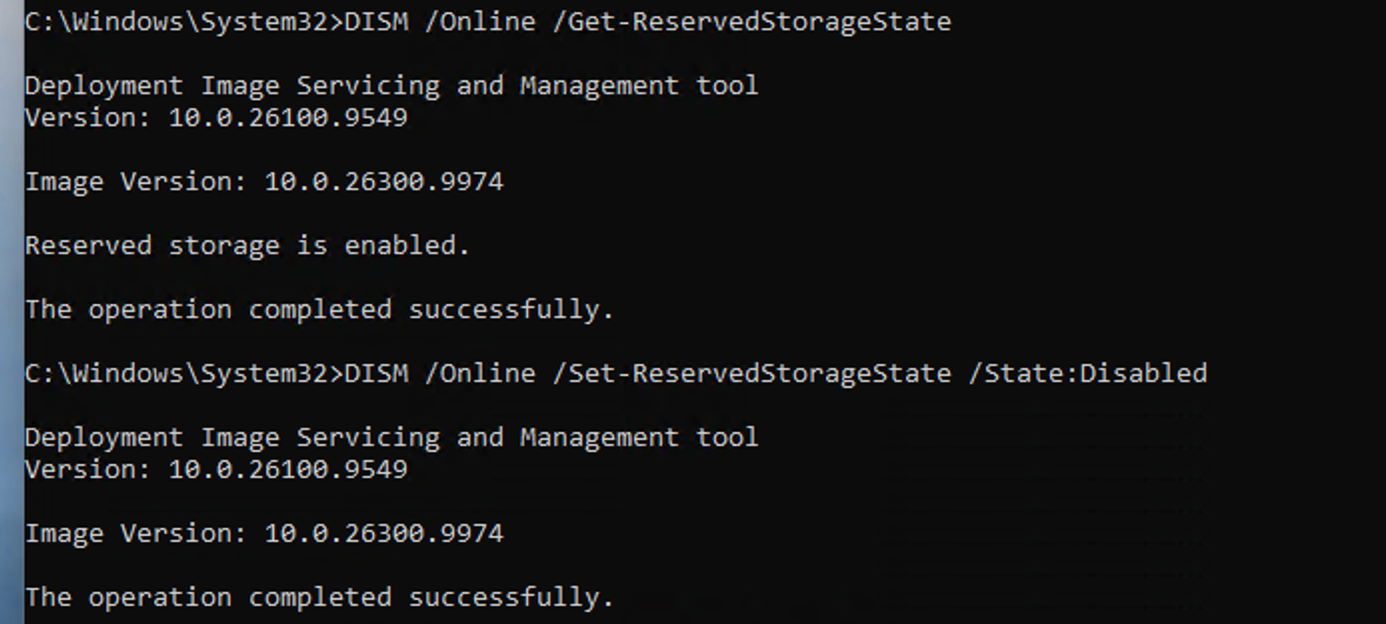 C:\Windows\System32>DISM /Online /Get-ReservedStorageState
Deployment Image Servicing and Management tool
Version: 10.0.26100.9549
Image Version: 10.0.26300.9974
Reserved storage is enabled.
The operation completed successfully.
C:\Windows\System32>DISM /Online /Set-ReservedStorageState /State:Disabled
Deployment Image Servicing and Management tool
Version: 10.0.26100.9549
Image Version: 10.0.26300.9974
The operation completed successfully.